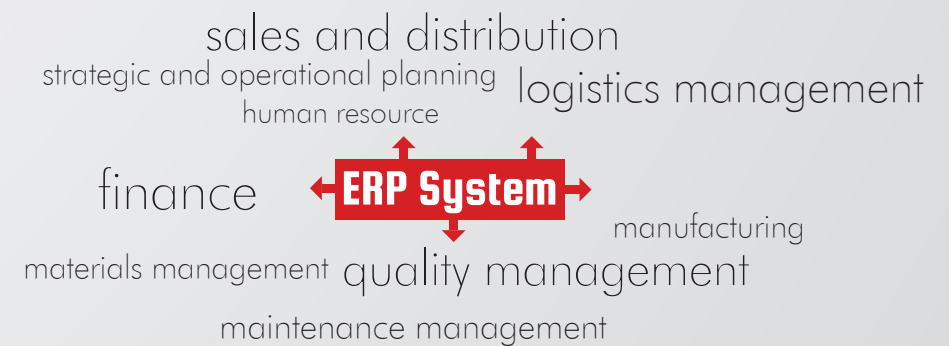 sales and distribution
strategic and operational planning
logistics management
human resource
finance
ERP System
manufacturing
materials management
quality management
maintenance management